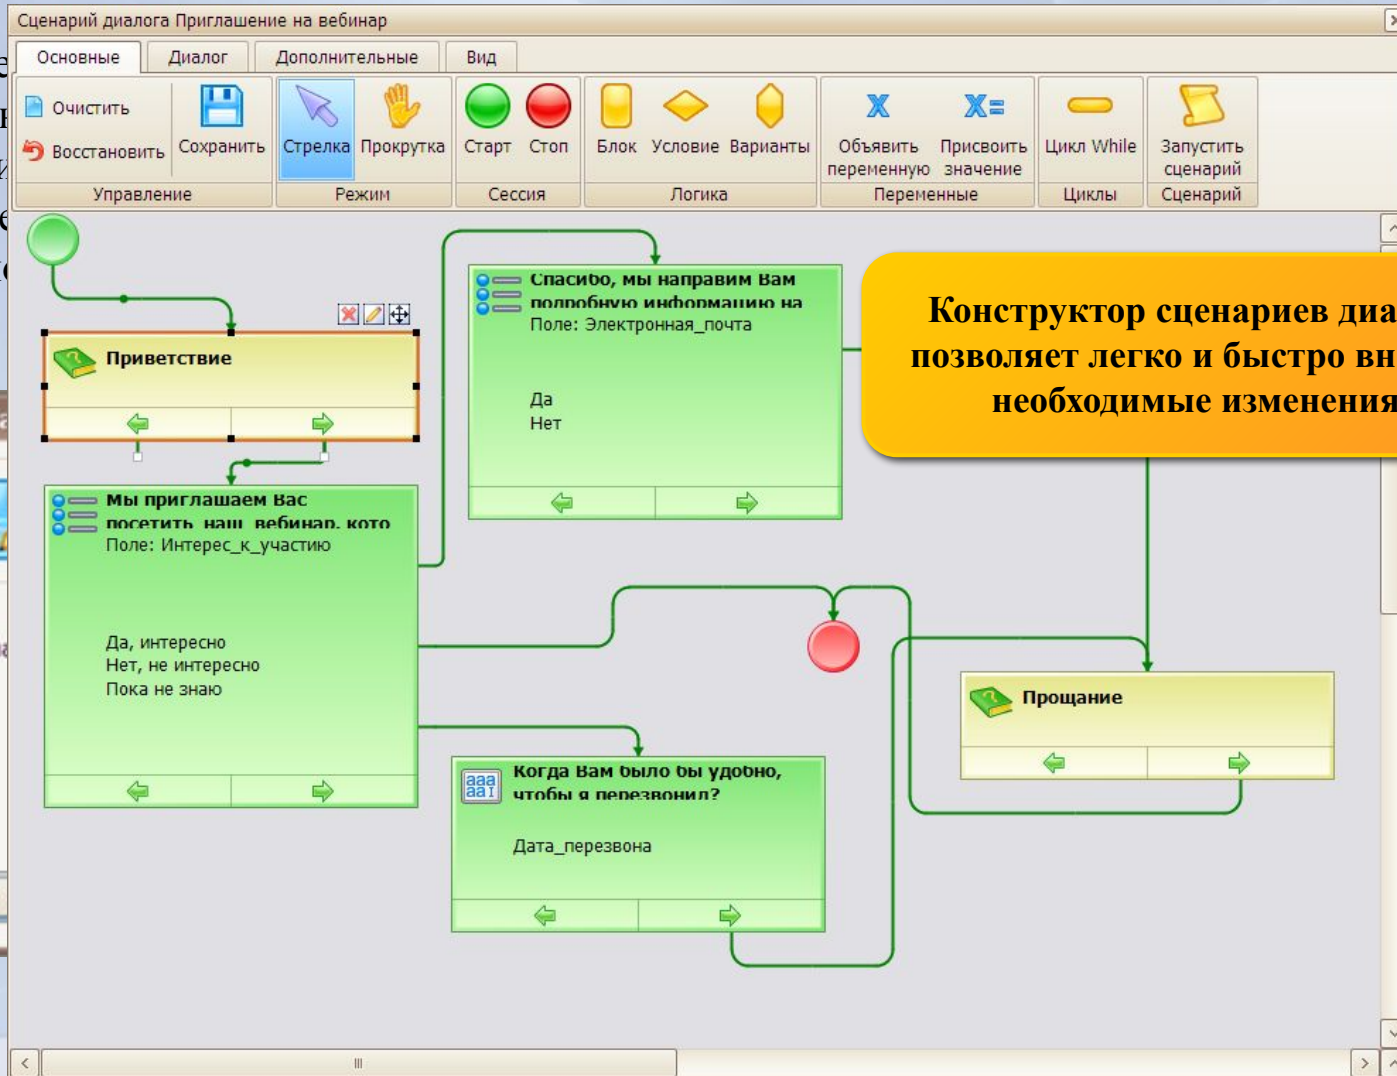 Сценарий диалога Приглашение на вебинар
Основные Диалог Дополнительные Вид
Очистить
Восстановить
Сохранить
Стрелка Прокрутка
Старт Стоп
Блок Условие Варианты
Объявить переменную
Присвоить значение
Цикл While
Запустить сценарий
Управление Режим Сессия Логика Переменные Циклы Сценарий
Приветствие
Спасибо, мы направим Вам
подробную информацию на
Поле: Электронная_почта
Да
Нет
Конструктор сценариев
позволяет легко и быстро
необходимые изменения
Мы приглашаем Вас
посетить наш вебинар, кото
Поле: Интерес_к_участию
Да, интересно
Нет, не интересно
Пока не знаю
Прощание
Когда Вам было бы удобно,
чтобы я перезвонил?
Дата_перезвона